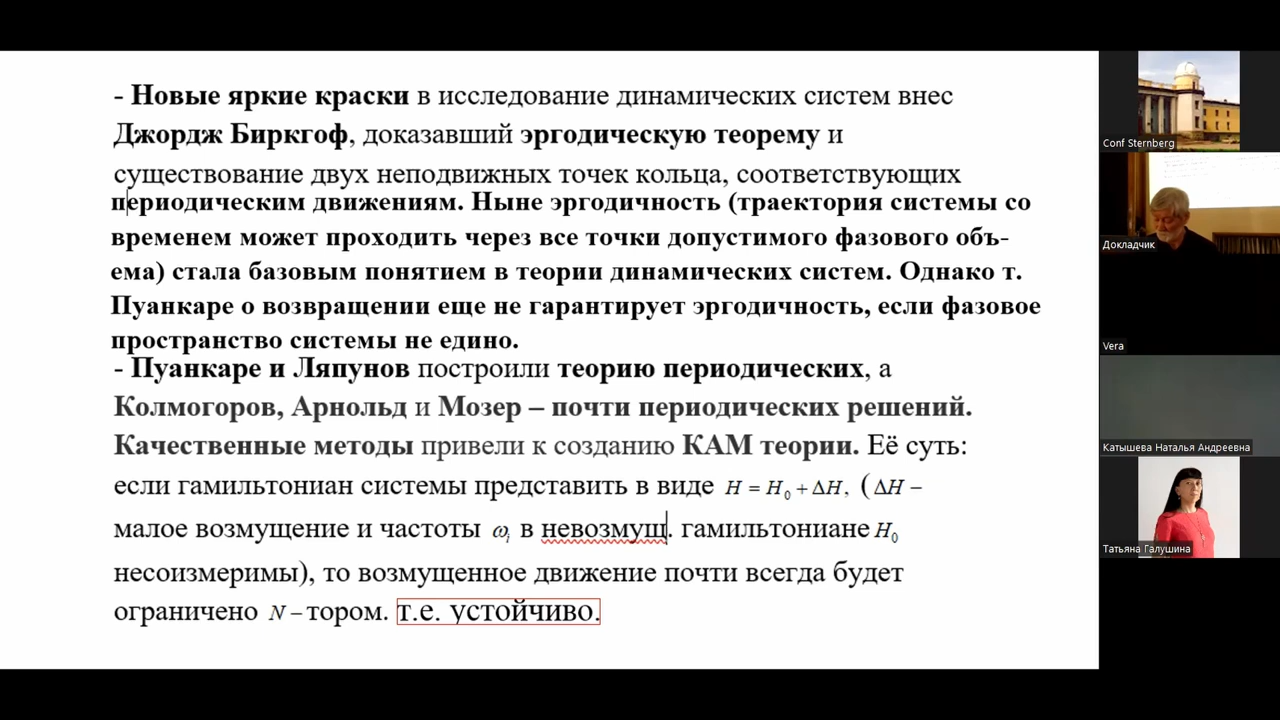 - Новые яркие краски в исследование динамических систем внес
Джордж Биркгоф, доказавший эргодическую теорему и
существование двух неподвижных точек кольца, соответствующих
периодическим движениям. Ныне эргодичность (траектория системы со
временем может проходить через все точки допустимого фазового объ-
ема) стала базовым понятием в теории динамических систем. Однако т.
Пуанкаре о возвращении еще не гарантирует эргодичность, если фазовое
пространство системы не едино.
- Пуанкаре и Ляпунов построили теорию периодических, а
Колмогоров, Арнольд и Мозер – почти периодических решений.
Качественные методы привели к созданию КАМ теории. Её суть:
если гамильтониан системы представить в виде H = H₀ + ΔH, (ΔH –
малое возмущение и частоты ωᵢ в невозмущ. гамильтониане H₀
несоизмеримы), то возмущенное движение почти всегда будет
ограничено N – тором. т.е. устойчиво.
Conf Sternberg
Докладчик
Vera
Катышева Наталья Андреевна
Татьяна Галушина